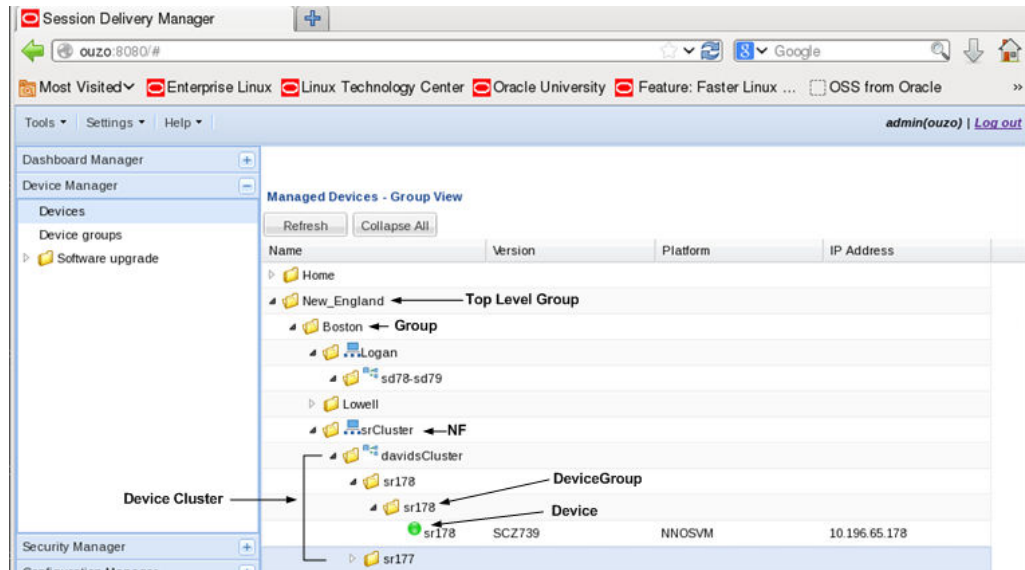 Session Delivery Manager
ouzo:8080/#
Google
Most Visited Enterprise Linux Linux Technology Center Oracle University Feature: Faster Linux ... OSS from Oracle »
Tools Settings Help admin(ouzo) | Log out
Dashboard Manager
Device Manager
Devices
Device groups
Software upgrade
Security Manager
Managed Devices - Group View
Refresh Collapse All
Name Version Platform IP Address
Home
New_England Top Level Group
Boston Group
Logan
sd78-sd79
Lowell
srCluster NF
davidsCluster
sr178 DeviceGroup
Device Cluster sr178
Device
sr178 SCZ739 NNOSVM 10.196.65.178
sr177